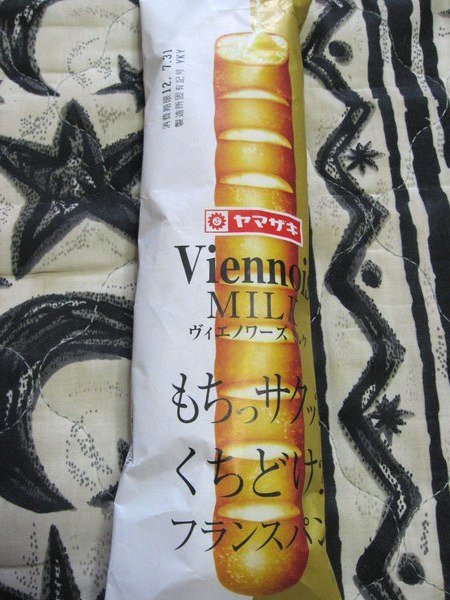 消費期限12. 7.31
製造所固有記号 YKY
ヤマザキ
Viennoi
MILK
ヴィエノワーズ
もちっサクッ
くちどけ
フランスパン